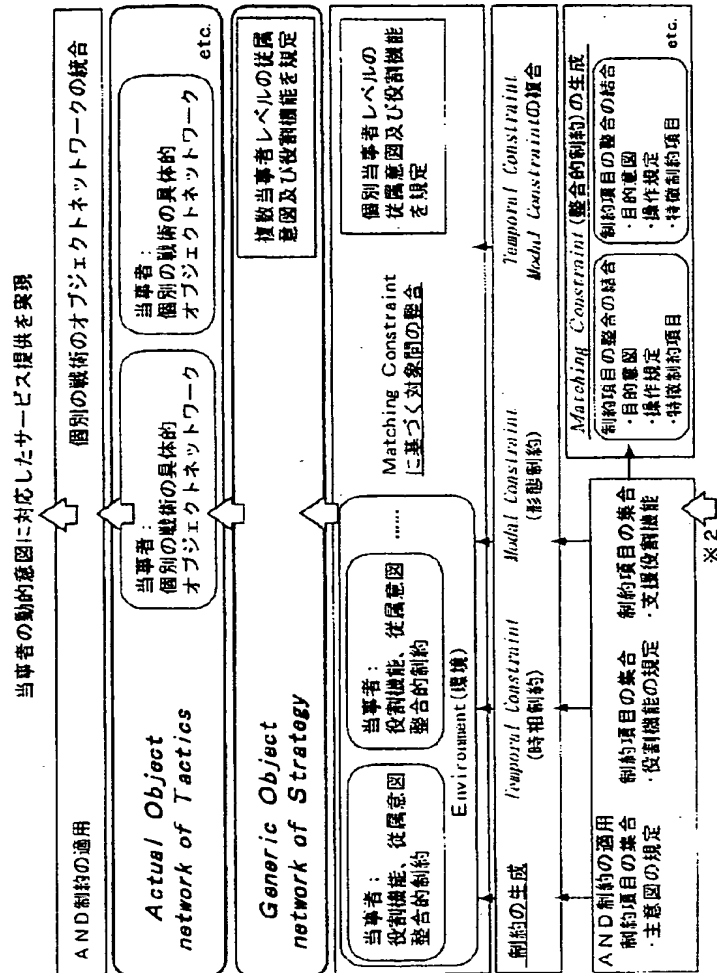 当事者の動的意図に対応したサービス提供を実現
AND制約の適用
個別の戦術のオブジェクトネットワークの統合
Actual Object
network of Tactics
当事者:
個別の戦術の具体的
オブジェクトネットワーク
当事者:
個別の戦術の具体的
オブジェクトネットワーク
etc.
Generic Object
network of Strategy
複数当事者レベルの従属
意図及び役割機能を規定
当事者:
役割機能、従属意図
整合的制約
当事者:
役割機能、従属意図
整合的制約
……
Environment(環境)
Matching Constraint
に基づく対象間の整合
個別当事者レベルの
従属意図及び役割機能
を規定
制約の生成
Temporal Constraint
(時相制約)
Modal Constraint
(形態制約)
Temporal Constraint
Modal Constraintの複合
AND制約の適用
制約項目の集合
・主意図の規定
制約項目の集合
・役割機能の規定
制約項目の集合
・支援役割機能
Matching Constraint(整合的制約)の生成
制約項目の整合の結合
・目的意図
・操作規定
・特徴制約項目
制約項目の整合の結合
・目的意図
・操作規定
・特徴制約項目
etc.
※2